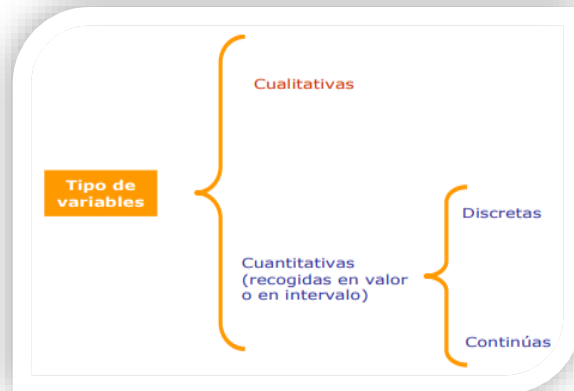 Tipo de
variables
Cualitativas
Cuantitativas
(recogidas en valor
o en intervalo)
Discretas
Continúas